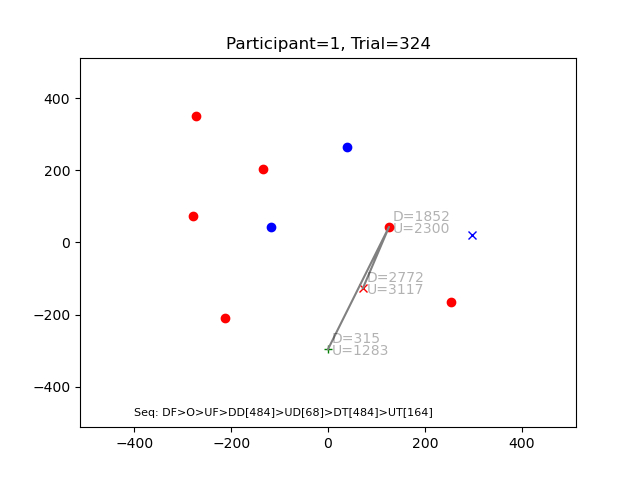 Participant=1, Trial=324
400
200
0
−200
−400
D=1852
U=2300
D=2772
U=3117
D=315
U=1283
Seq: DF>O>UF>DD[484]>UD[68]>DT[484]>UT[164]
−400 −200 0 200 400